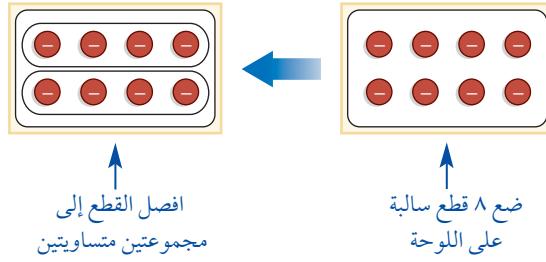 ضع ٨ قطع سالبة
على اللوحة
افصل القطع إلى
مجموعتين متساويتين
− − − −
− − − −
− − − −
− − − −